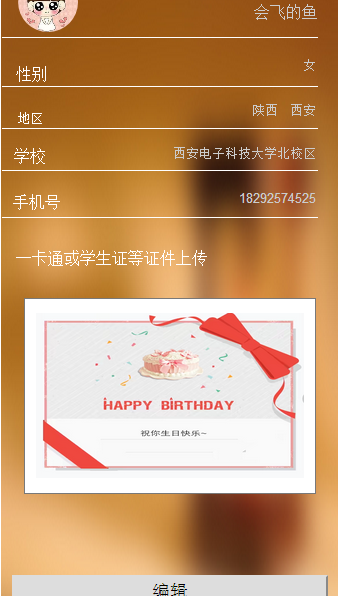 会飞的鱼
性别 女
地区 陕西 西安
学校 西安电子科技大学北校区
手机号 18292574525
一卡通或学生证等证件上传
HAPPY BIRTHDAY
祝你生日快乐~
编辑